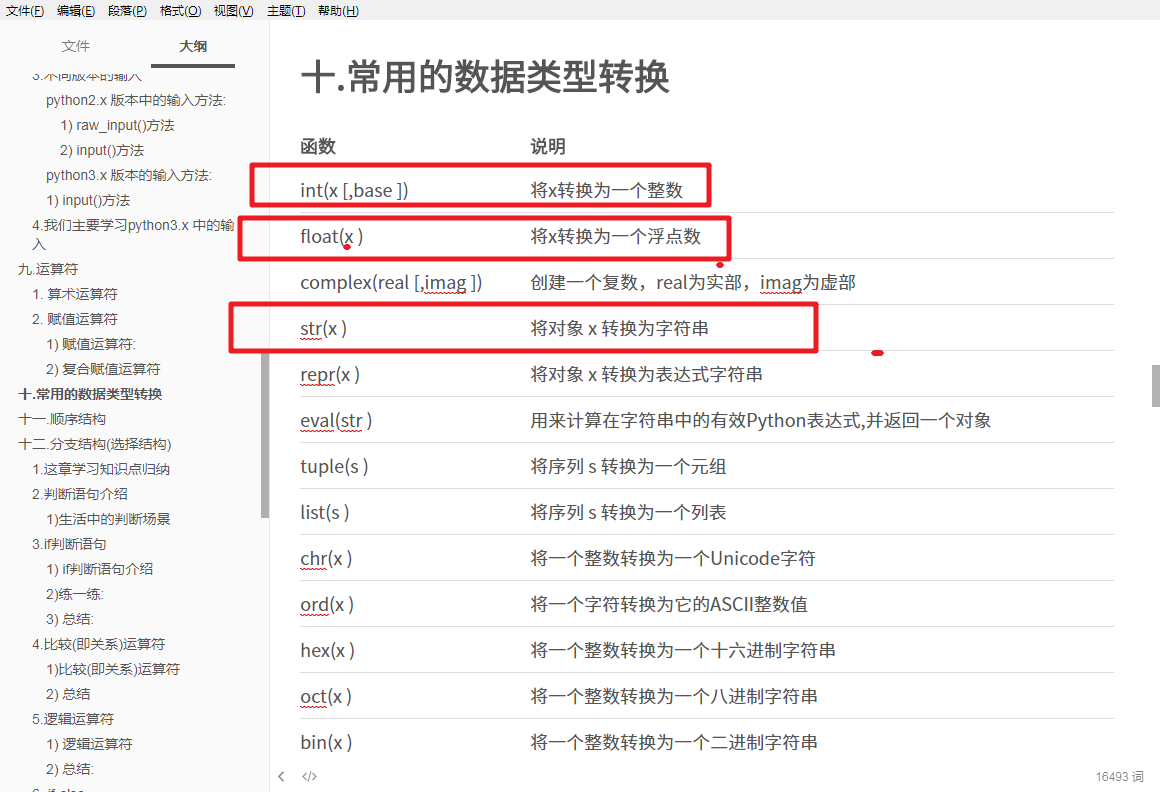 文件(F) 编辑(E) 段落(P) 格式(O) 视图(V) 主题(T) 帮助(H)
文件 大纲
3.不同版本的输入
python2.x 版本中的输入方法:
1) raw_input()方法
2) input()方法
python3.x 版本的输入方法:
1) input()方法
4.我们主要学习python3.x 中的输
入
九.运算符
1. 算术运算符
2. 赋值运算符
1) 赋值运算符:
2) 复合赋值运算符
十.常用的数据类型转换
十一.顺序结构
十二.分支结构(选择结构)
1.这章学习知识点归纳
2.判断语句介绍
1)生活中的判断场景
3.if判断语句
1) if判断语句介绍
2)练一练:
3) 总结:
4.比较(即关系)运算符
1)比较(即关系)运算符
2) 总结
5.逻辑运算符
1) 逻辑运算符
2) 总结:
6. if-else
十.常用的数据类型转换
函数 说明
int(x [,base ]) 将x转换为一个整数
float(x ) 将x转换为一个浮点数
complex(real [,imag ]) 创建一个复数，real为实部，imag为虚部
str(x ) 将对象 x 转换为字符串
repr(x ) 将对象 x 转换为表达式字符串
eval(str ) 用来计算在字符串中的有效Python表达式,并返回一个对象
tuple(s ) 将序列 s 转换为一个元组
list(s ) 将序列 s 转换为一个列表
chr(x ) 将一个整数转换为一个Unicode字符
ord(x ) 将一个字符转换为它的ASCII整数值
hex(x ) 将一个整数转换为一个十六进制字符串
oct(x ) 将一个整数转换为一个八进制字符串
bin(x ) 将一个整数转换为一个二进制字符串
</> 16493 词